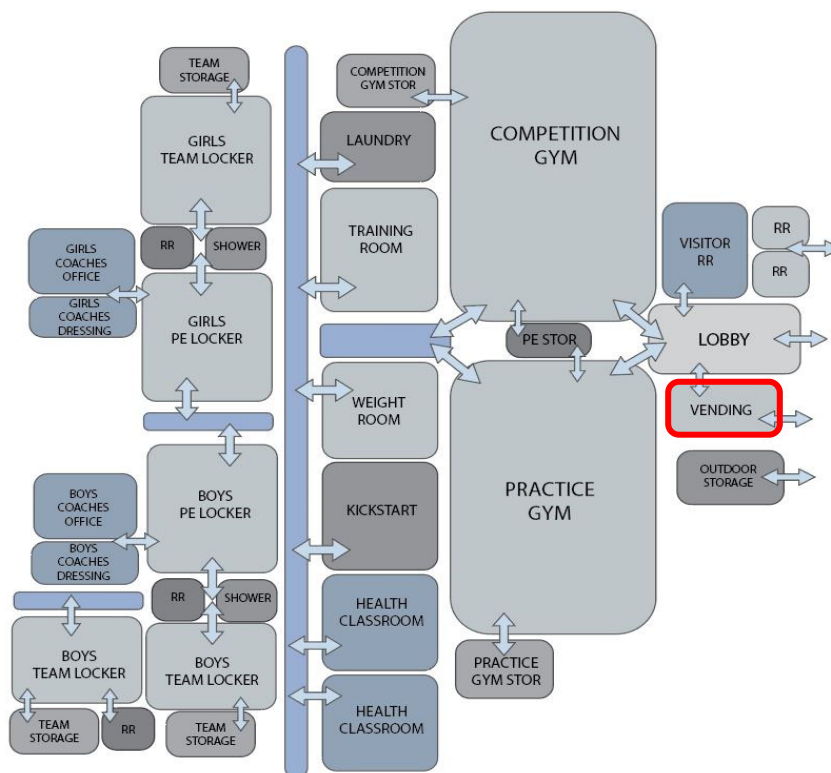 TEAM
STORAGE
GIRLS
TEAM LOCKER
RR
SHOWER
GIRLS
COACHES
OFFICE
GIRLS
COACHES
DRESSING
GIRLS
PE LOCKER
BOYS
COACHES
OFFICE
BOYS
COACHES
DRESSING
BOYS
PE LOCKER
RR
SHOWER
BOYS
TEAM LOCKER
BOYS
TEAM LOCKER
TEAM
STORAGE
RR
TEAM
STORAGE
COMPETITION
GYM STOR
LAUNDRY
TRAINING
ROOM
WEIGHT
ROOM
KICKSTART
HEALTH
CLASSROOM
HEALTH
CLASSROOM
COMPETITION
GYM
PE STOR
PRACTICE
GYM
PRACTICE
GYM STOR
VISITOR
RR
RR
RR
LOBBY
VENDING
OUTDOOR
STORAGE